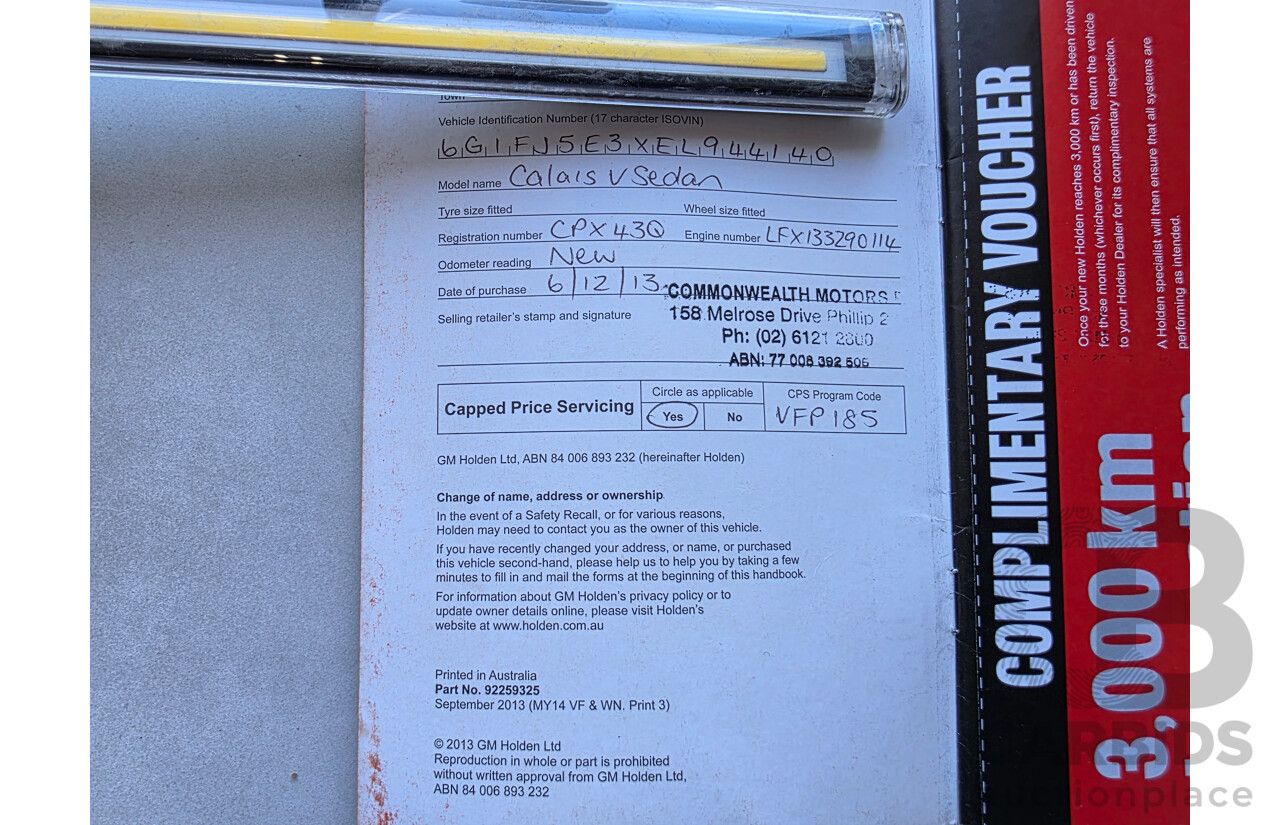 Town
Vehicle Identification Number (17 character ISOVIN)
6G1FN5E3XEL944140
Model name Calais V Sedan
Tyre size fitted Wheel size fitted
Registration number CPX43Q Engine number LFX133290114
Odometer reading New
Date of purchase 6/12/13
COMMONWEALTH MOTORS
Selling retailer's stamp and signature 158 Melrose Drive Phillip 2
Ph: (02) 6121
ABN: 77 008 392 505
Capped Price Servicing
Circle as applicable
Yes No
CPS Program Code
VFP185
GM Holden Ltd, ABN 84 006 893 232 (hereinafter Holden)
Change of name, address or ownership
In the event of a Safety Recall, or for various reasons,
Holden may need to contact you as the owner of this vehicle.
If you have recently changed your address, or name, or purchased
this vehicle second-hand, please help us to help you by taking a few
minutes to fill in and mail the forms at the beginning of this handbook.
For information about GM Holden's privacy policy or to
update owner details online, please visit Holden's
website at www.holden.com.au
Printed in Australia
Part No. 92259325
September 2013 (MY14 VF & WN. Print 3)
© 2013 GM Holden Ltd
Reproduction in whole or part is prohibited
without written approval from GM Holden Ltd,
ABN 84 006 893 232
COMPLIMENTARY VOUCHER
3,000 km
Once your new Holden reaches 3,000 km or has been driven
for three months (whichever occurs first), return the vehicle
to your Holden Dealer for its complimentary inspection.
A Holden specialist will then ensure that all systems are
performing as intended.